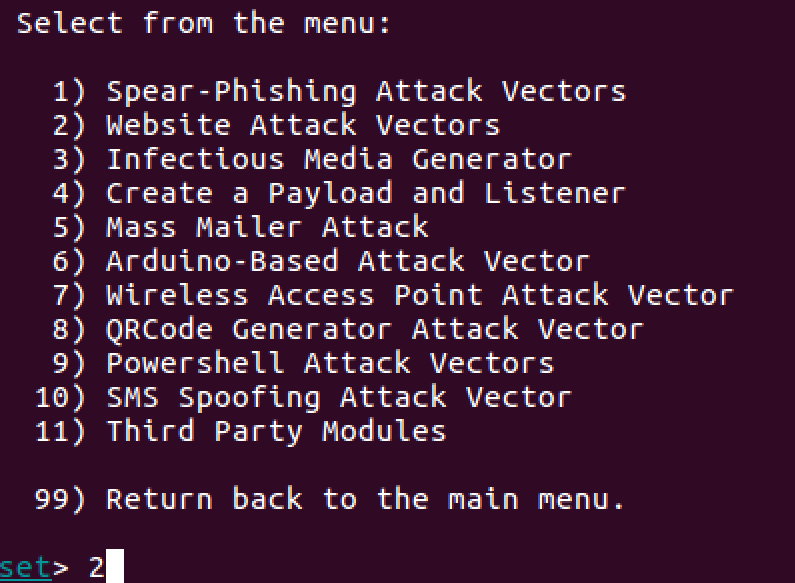 Select from the menu:
1) Spear-Phishing Attack Vectors
2) Website Attack Vectors
3) Infectious Media Generator
4) Create a Payload and Listener
5) Mass Mailer Attack
6) Arduino-Based Attack Vector
7) Wireless Access Point Attack Vector
8) QRCode Generator Attack Vector
9) Powershell Attack Vectors
10) SMS Spoofing Attack Vector
11) Third Party Modules
99) Return back to the main menu.
set> 2